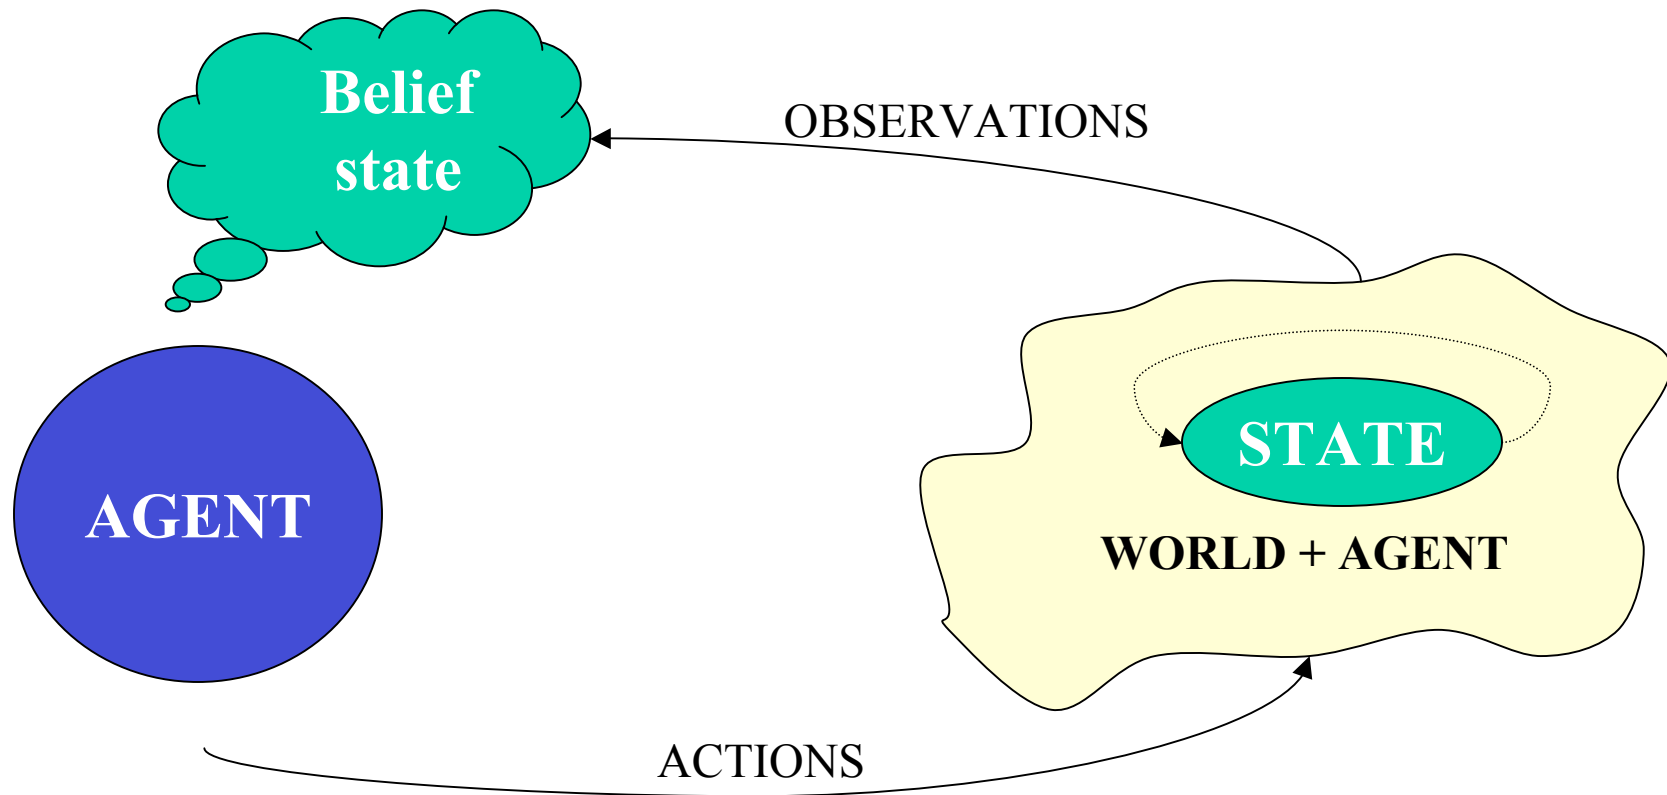 Belief
state
OBSERVATIONS
STATE
AGENT
WORLD + AGENT
ACTIONS